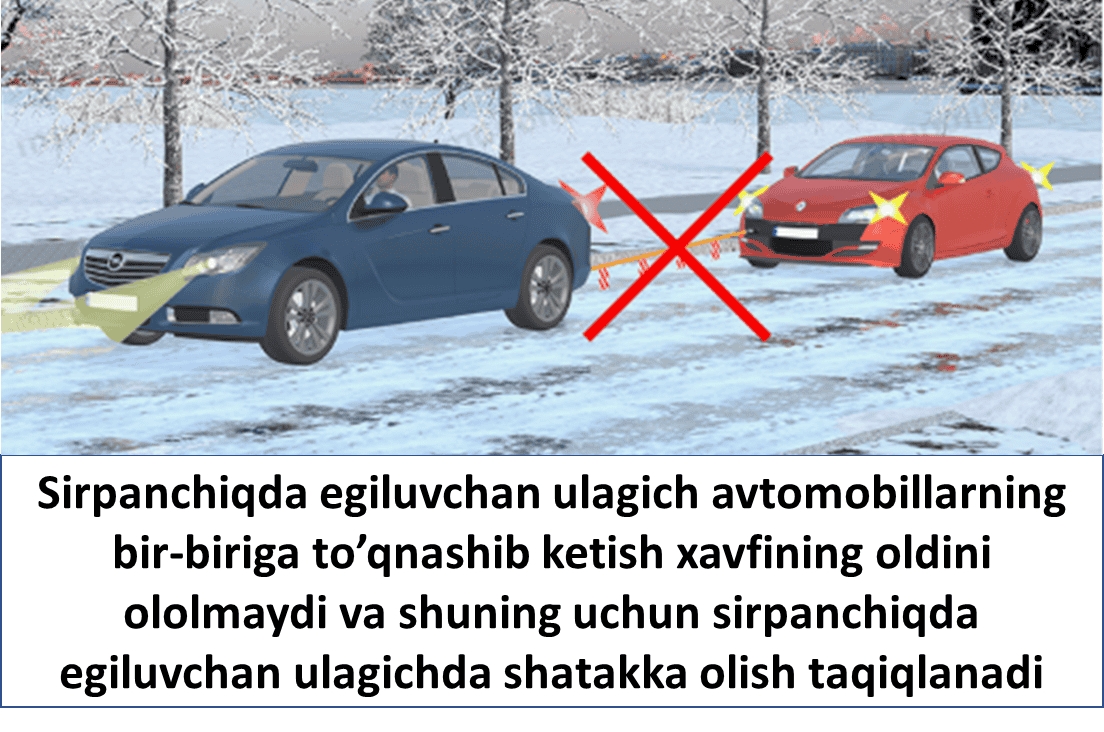 Sirpanchiqda egiluvchan ulagich avtomobillarning
bir-biriga to’qnashib ketish xavfining oldini
ololmaydi va shuning uchun sirpanchiqda
egiluvchan ulagichda shatakka olish taqiqlanadi